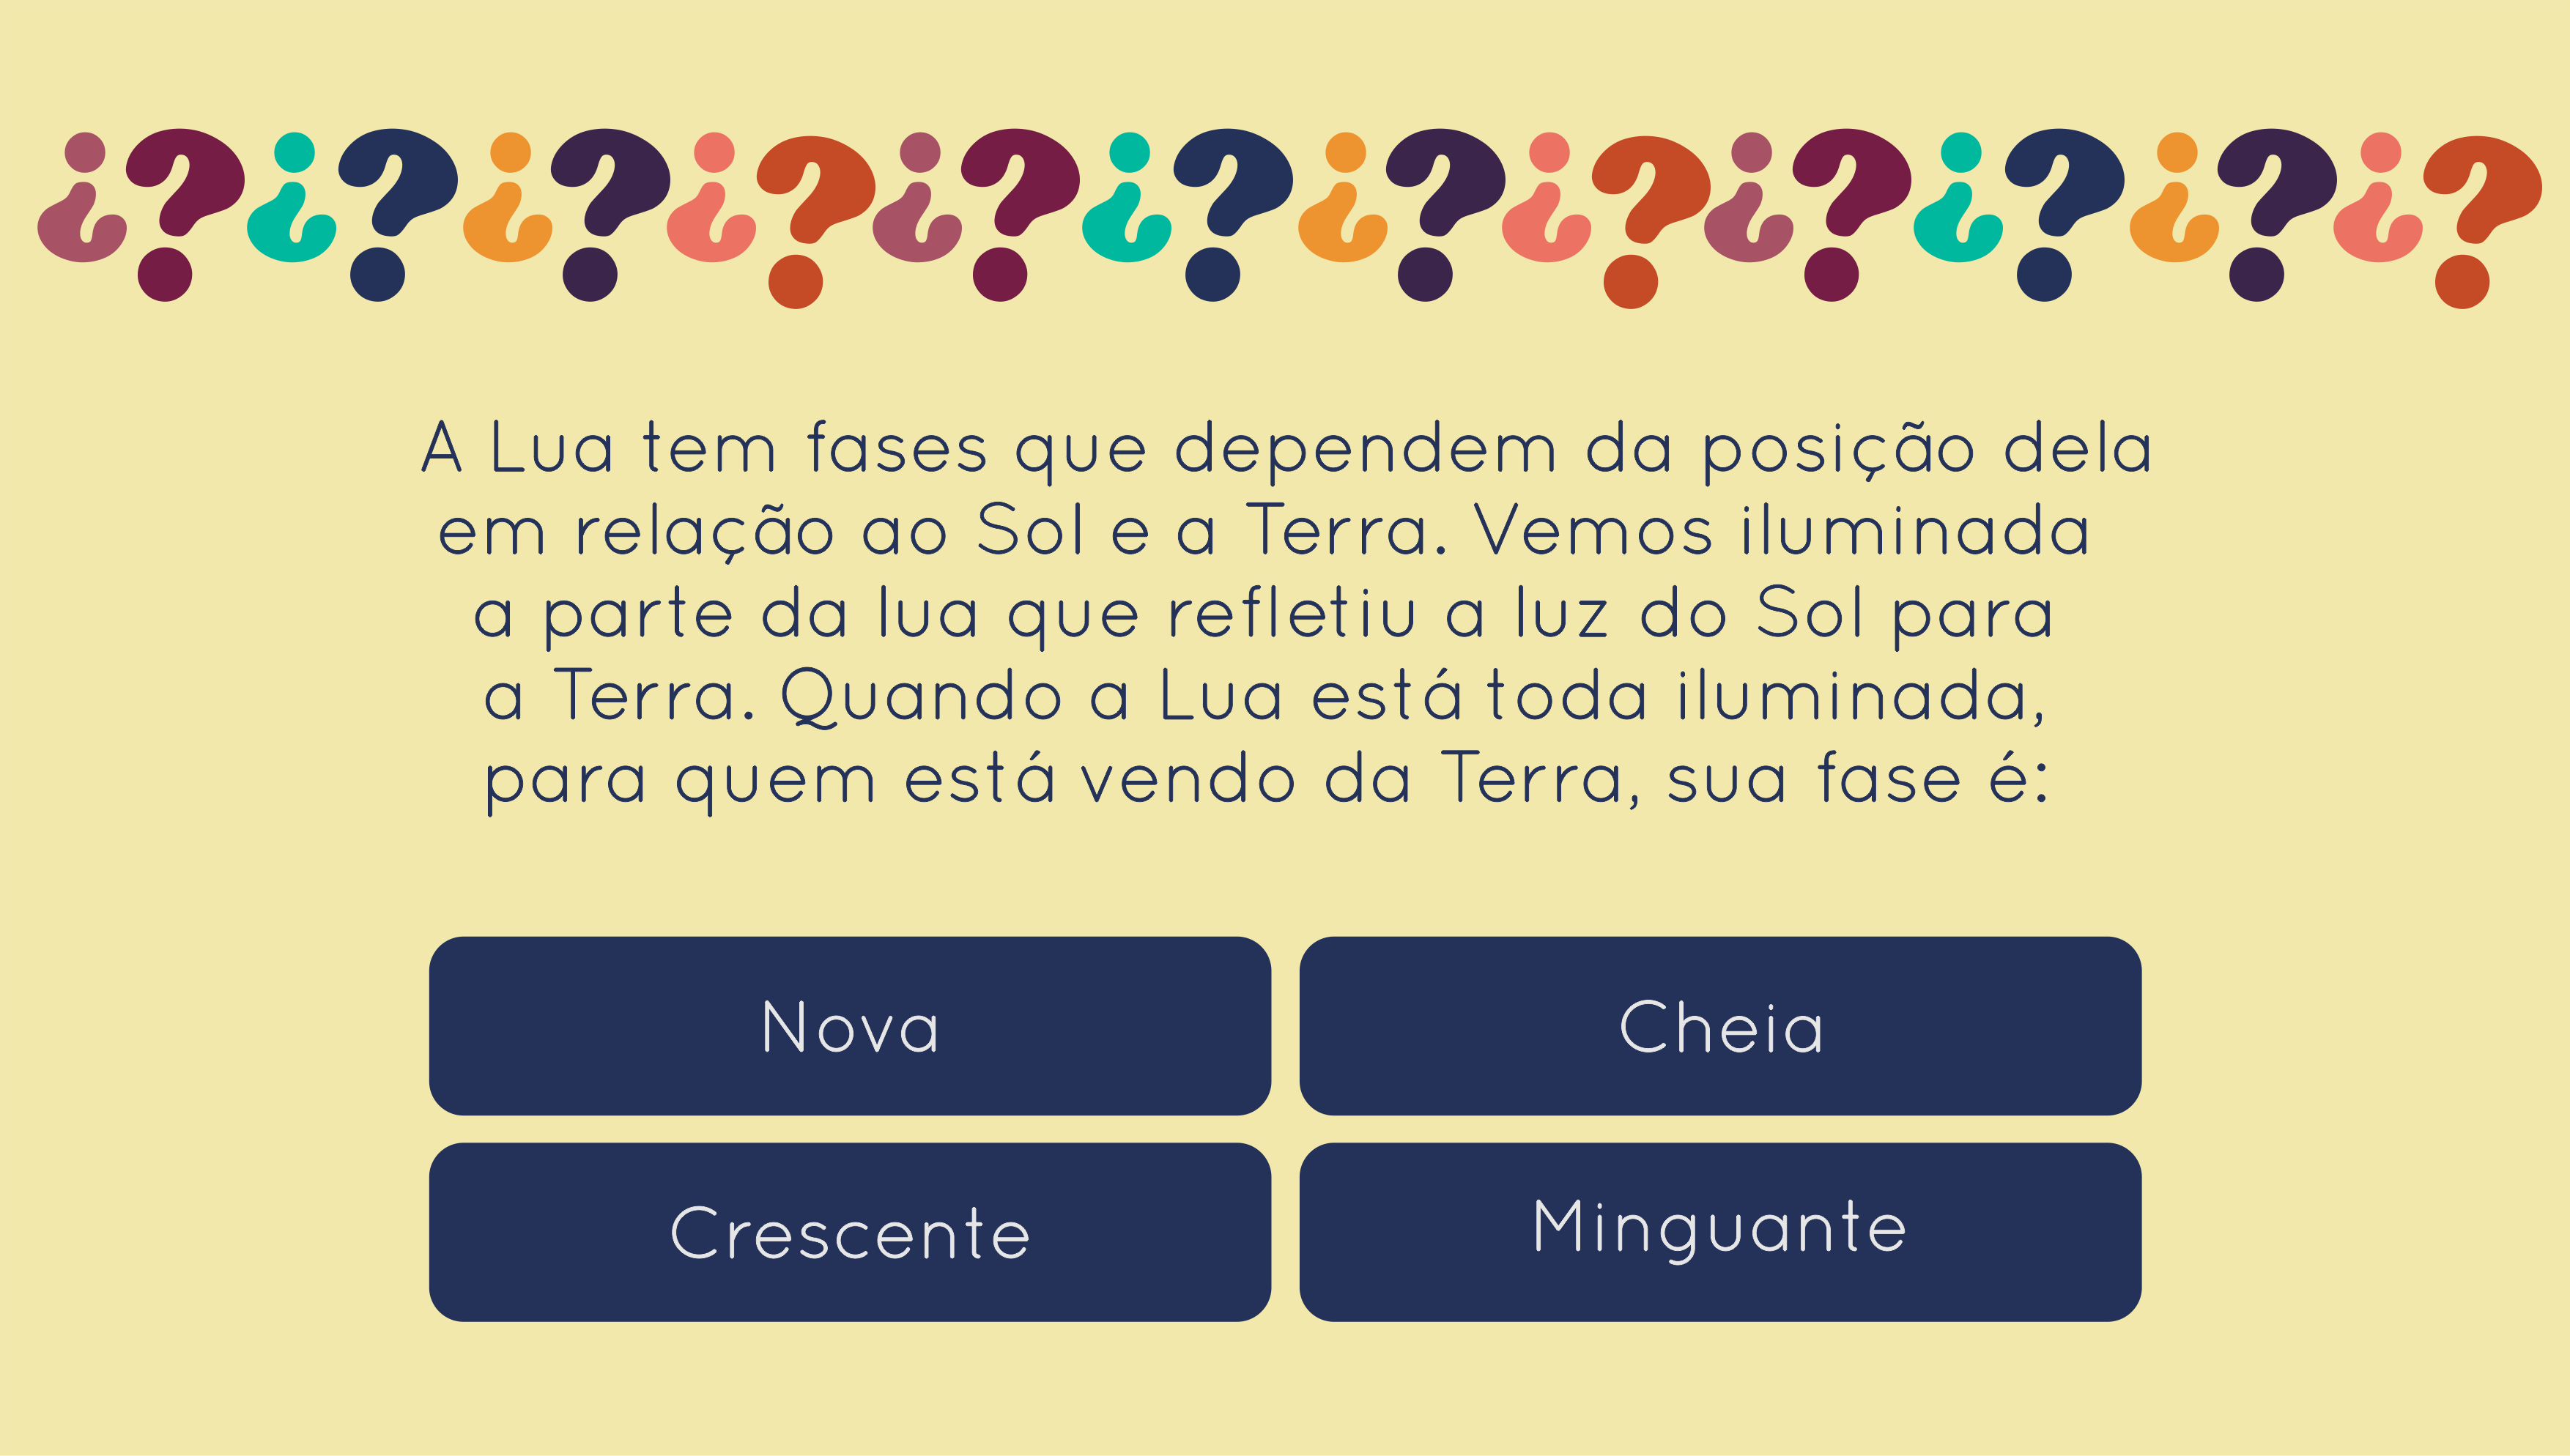 ¿?¿?¿?¿?¿?¿?¿?¿?¿?¿?¿?¿?
A Lua tem fases que dependem da posição dela
em relação ao Sol e a Terra. Vemos iluminada
a parte da lua que refletiu a luz do Sol para
a Terra. Quando a Lua está toda iluminada,
para quem está vendo da Terra, sua fase é:
Nova
Cheia
Crescente
Minguante